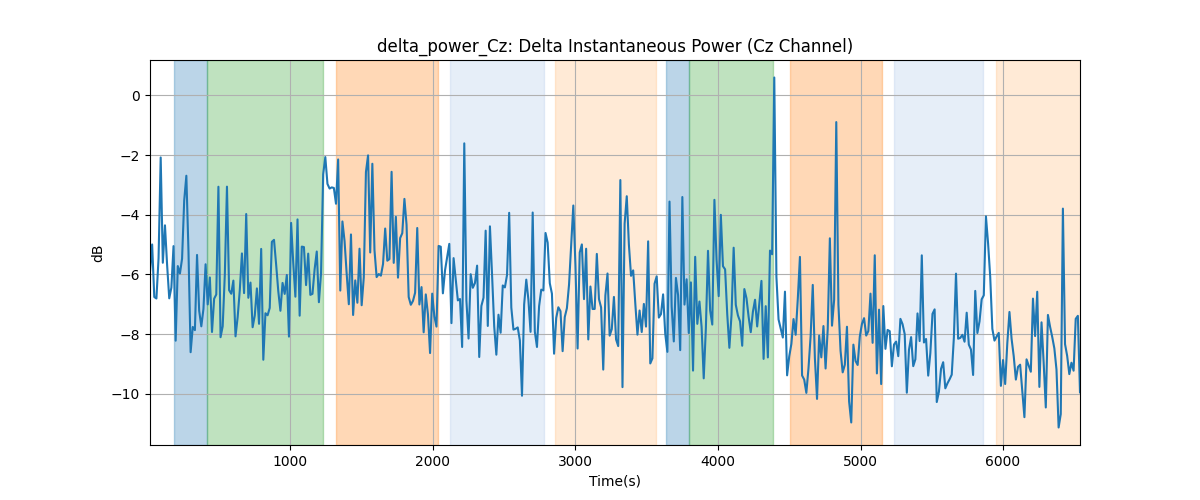 delta_power_Cz: Delta Instantaneous Power (Cz Channel)
dB
0
−2
−4
−6
−8
−10
1000 2000 3000 4000 5000 6000
Time(s)